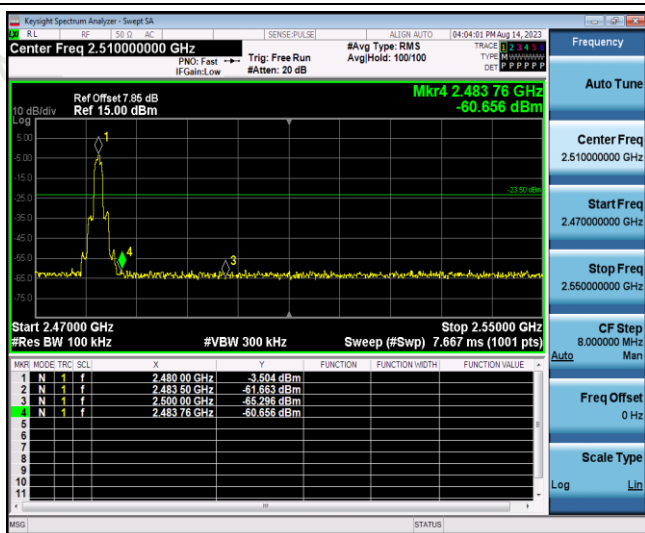 Keysight Spectrum Analyzer - Swept SA
RL RF 50 Ω AC SENSE:PULSE ALIGN AUTO 04:04:01 PM Aug 14, 2023
Center Freq 2.510000000 GHz
PNO: Fast
IFGain:Low
Trig: Free Run
#Atten: 20 dB
#Avg Type: RMS
Avg|Hold: 100/100
TRACE 1 2 3 4 5 6
TYPE MWWWWW
DET P P P P P P
Frequency
Auto Tune
Center Freq
2.510000000 GHz
Start Freq
2.470000000 GHz
Stop Freq
2.550000000 GHz
CF Step
8.000000 MHz
Auto Man
Freq Offset
0 Hz
Scale Type
Log Lin
Mkr4 2.483 76 GHz
-60.656 dBm
Ref Offset 7.85 dB
10 dB/div Ref 15.00 dBm
Log
5.00
-5.00
-15.0
-25.0
-35.0
-45.0
-55.0
-65.0
-75.0
1
4
3
-23.50 dBm
Start 2.47000 GHz Stop 2.55000 GHz
#Res BW 100 kHz #VBW 300 kHz Sweep (#Swp) 7.667 ms (1001 pts)
MKR MODE TRC SCL X Y FUNCTION FUNCTION WIDTH FUNCTION VALUE
1 N 1 f 2.480 00 GHz -3.504 dBm
2 N 1 f 2.483 50 GHz -61.663 dBm
3 N 1 f 2.500 00 GHz -65.296 dBm
4 N 1 f 2.483 76 GHz -60.656 dBm
5
6
7
8
9
10
11
MSG STATUS